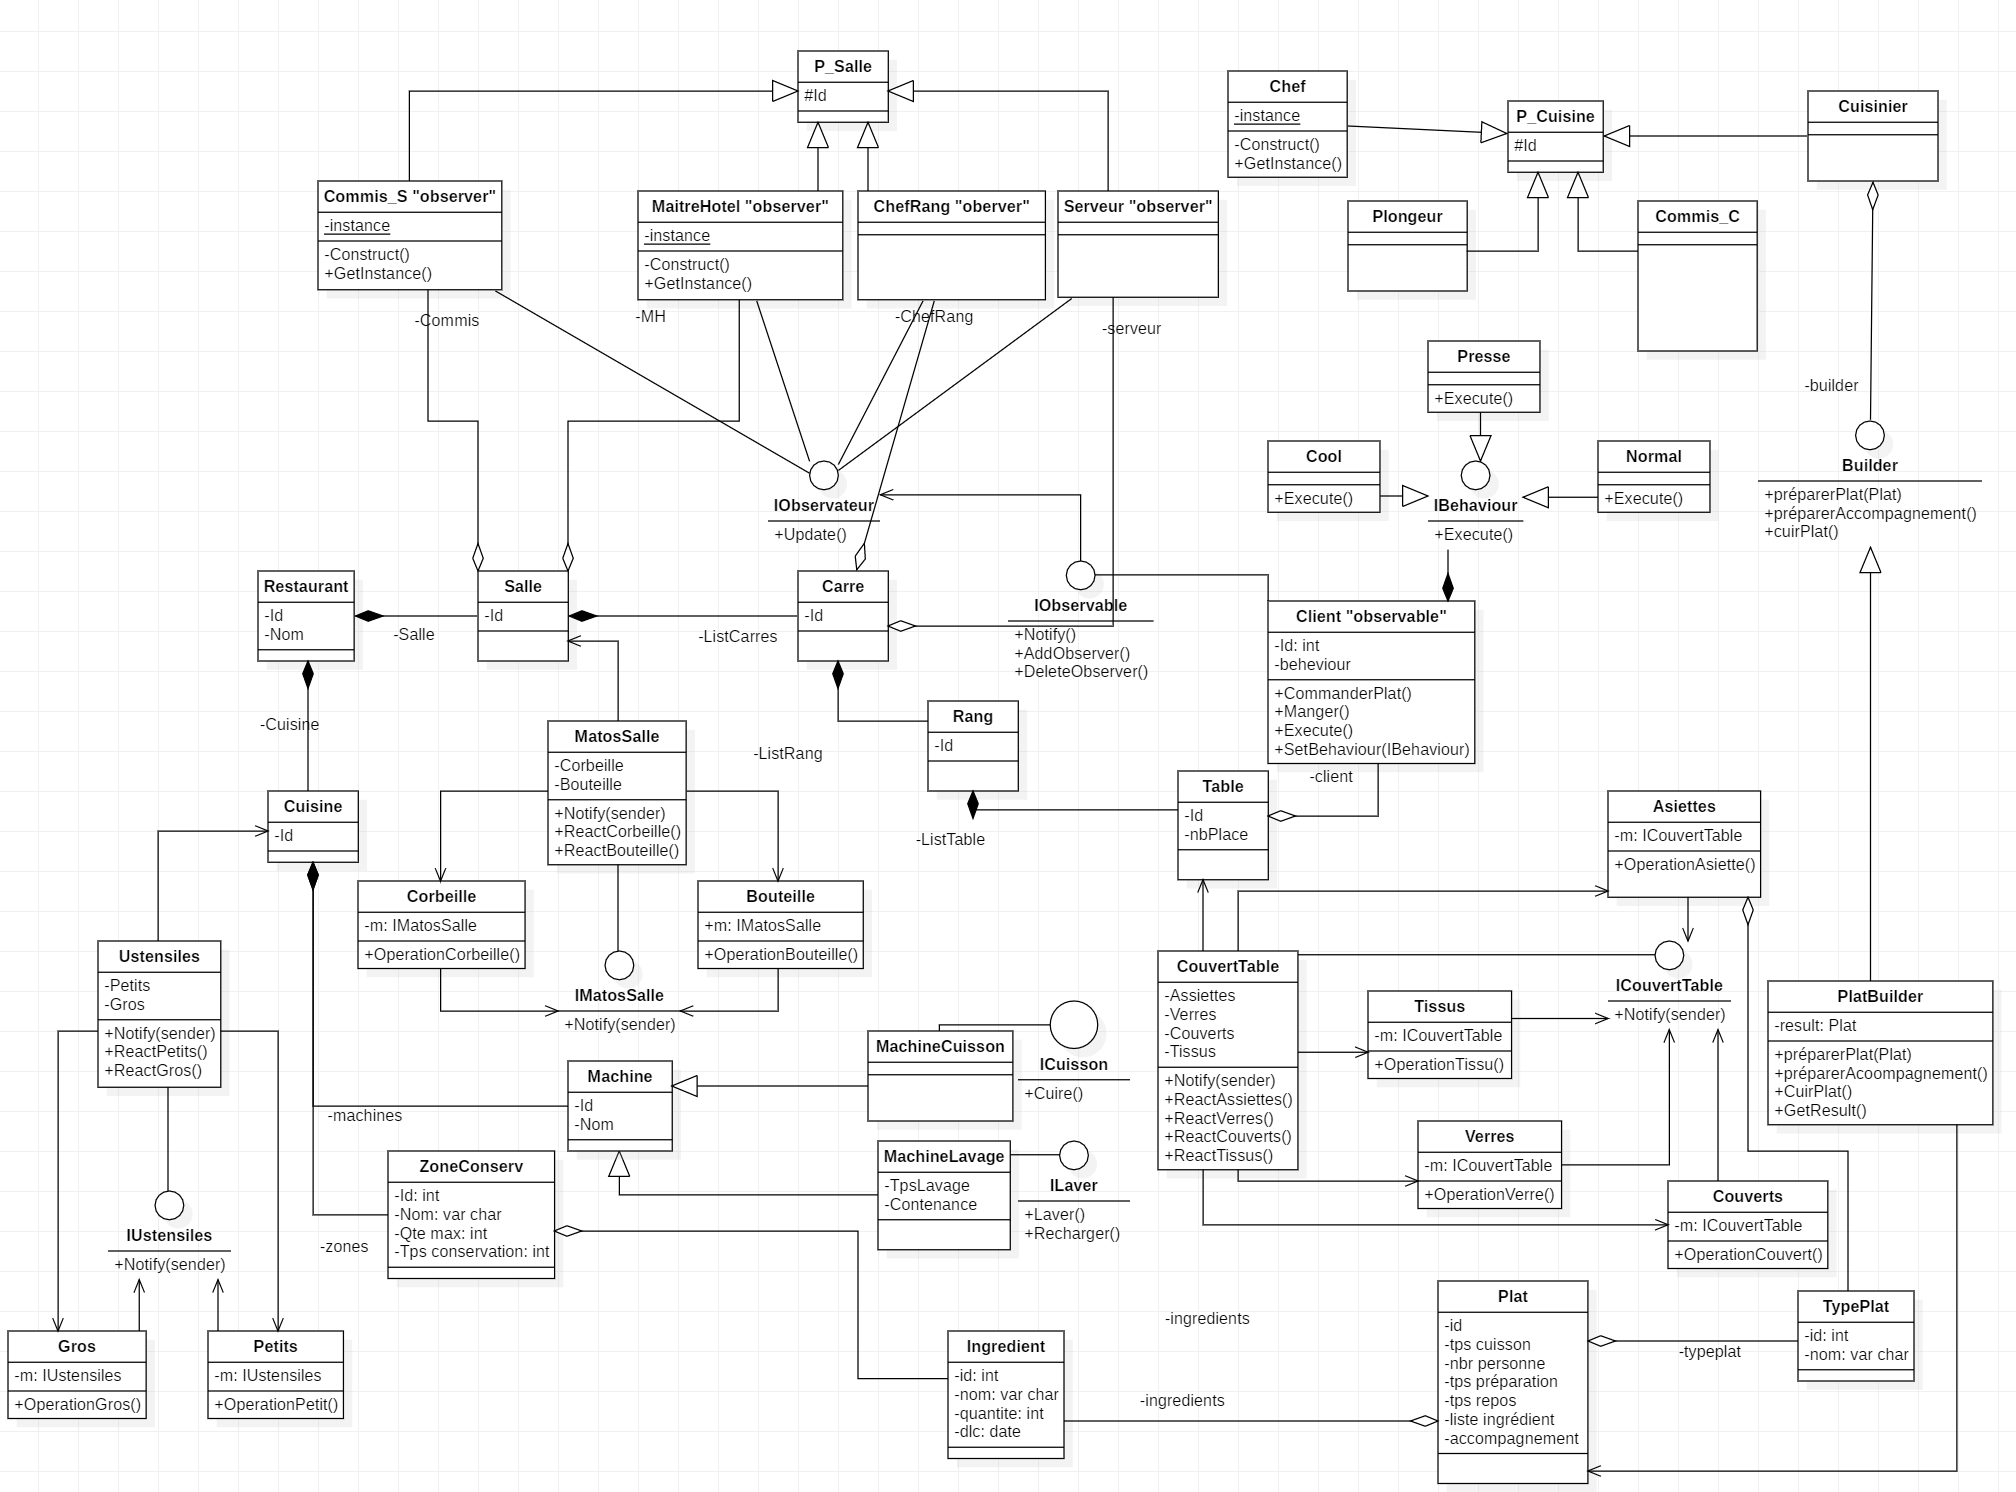 P_Salle
#Id
Chef
-instance
-Construct()
+GetInstance()
P_Cuisine
#Id
Cuisinier
Commis_S "observer"
-instance
-Construct()
+GetInstance()
MaitreHotel "observer"
-instance
-Construct()
+GetInstance()
ChefRang "oberver"
Serveur "observer"
Plongeur
Commis_C
-Commis
-MH
-ChefRang
-serveur
Presse
+Execute()
-builder
Cool
+Execute()
Normal
+Execute()
IBehaviour
+Execute()
Builder
+préparerPlat(Plat)
+préparerAccompagnement()
+cuirPlat()
IObservateur
+Update()
Restaurant
-Id
-Nom
-Salle
Salle
-Id
-ListCarres
Carre
-Id
IObservable
+Notify()
+AddObserver()
+DeleteObserver()
Client "observable"
-Id: int
-beheviour
+CommanderPlat()
+Manger()
+Execute()
+SetBehaviour(IBehaviour)
-client
-Cuisine
MatosSalle
-Corbeille
-Bouteille
+Notify(sender)
+ReactCorbeille()
+ReactBouteille()
-ListRang
Rang
-Id
-ListTable
Table
-Id
-nbPlace
Cuisine
-Id
Asiettes
-m: ICouvertTable
+OperationAsiette()
Corbeille
-m: IMatosSalle
+OperationCorbeille()
Bouteille
+m: IMatosSalle
+OperationBouteille()
IMatosSalle
+Notify(sender)
Ustensiles
-Petits
-Gros
+Notify(sender)
+ReactPetits()
+ReactGros()
CouvertTable
-Assiettes
-Verres
-Couverts
-Tissus
+Notify(sender)
+ReactAssiettes()
+ReactVerres()
+ReactCouverts()
+ReactTissus()
Tissus
-m: ICouvertTable
+OperationTissu()
ICouvertTable
+Notify(sender)
PlatBuilder
-result: Plat
+préparerPlat(Plat)
+préparerAcoompagnement()
+CuirPlat()
+GetResult()
MachineCuisson
ICuisson
+Cuire()
Machine
-Id
-Nom
-machines
MachineLavage
-TpsLavage
-Contenance
ILaver
+Laver()
+Recharger()
Verres
-m: ICouvertTable
+OperationVerre()
Couverts
-m: ICouvertTable
+OperationCouvert()
ZoneConserv
-Id: int
-Nom: var char
-Qte max: int
-Tps conservation: int
-zones
IUstensiles
+Notify(sender)
Gros
-m: IUstensiles
+OperationGros()
Petits
-m: IUstensiles
+OperationPetit()
-ingredients
Ingredient
-id: int
-nom: var char
-quantite: int
-dlc: date
-ingredients
Plat
-id
-tps cuisson
-nbr personne
-tps préparation
-tps repos
-liste ingrédient
-accompagnement
-typeplat
TypePlat
-id: int
-nom: var char